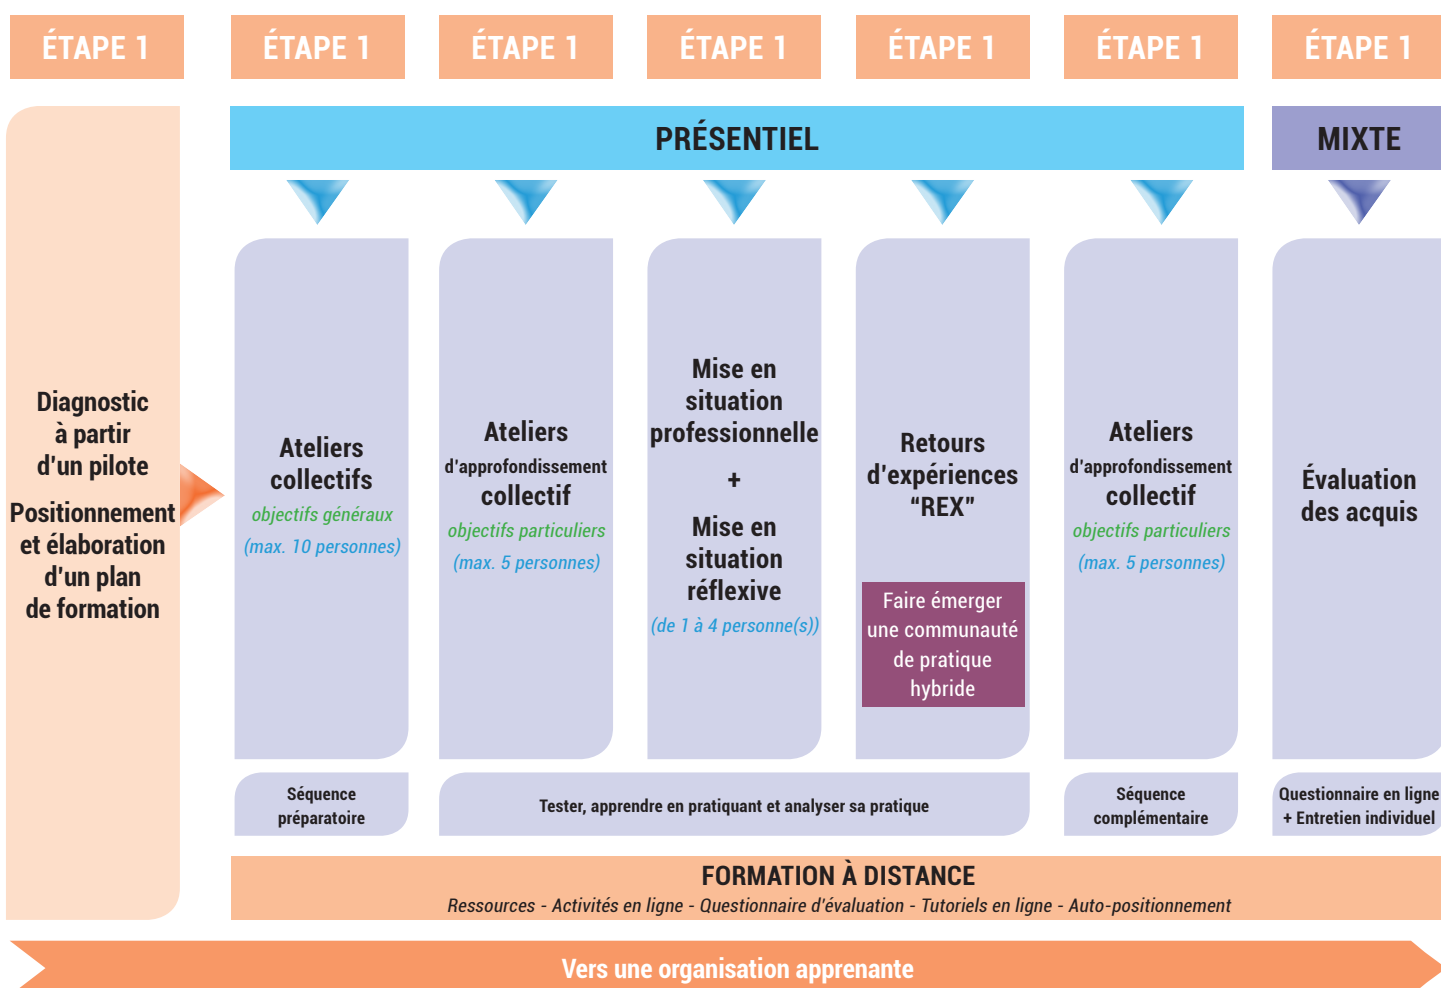 ÉTAPE 1
ÉTAPE 1
ÉTAPE 1
ÉTAPE 1
ÉTAPE 1
ÉTAPE 1
ÉTAPE 1
PRÉSENTIEL
MIXTE
Diagnostic
à partir
d'un pilote
Positionnement
et élaboration
d'un plan
de formation
Ateliers
collectifs
objectifs généraux
(max. 10 personnes)
Ateliers
d'approfondissement
collectif
objectifs particuliers
(max. 5 personnes)
Mise en
situation
professionnelle
+
Mise en
situation
réflexive
(de 1 à 4 personne(s))
Retours
d'expériences
“REX”
Faire émerger
une communauté
de pratique
hybride
Ateliers
d'approfondissement
collectif
objectifs particuliers
(max. 5 personnes)
Évaluation
des acquis
Séquence
préparatoire
Tester, apprendre en pratiquant et analyser sa pratique
Séquence
complémentaire
Questionnaire en ligne
+ Entretien individuel
FORMATION À DISTANCE
Ressources - Activités en ligne - Questionnaire d'évaluation - Tutoriels en ligne - Auto-positionnement
Vers une organisation apprenante